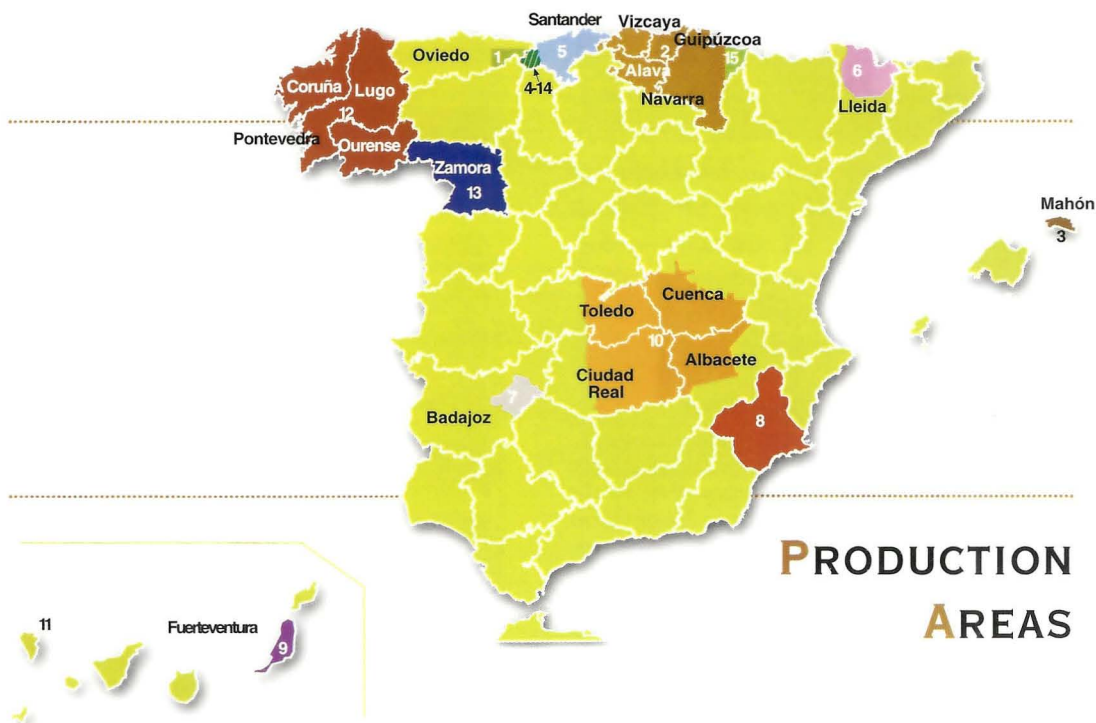 Santander
Vizcaya
Guipúzcoa
Oviedo
1
5
2
15
4-14
Alava
Navarra
6
Lleida
Coruña
Lugo
12
Pontevedra
Ourense
Zamora
13
Mahón
3
Toledo
Cuenca
10
Albacete
Ciudad
Real
7
Badajoz
8
PRODUCTION
AREAS
11
Fuerteventura
9